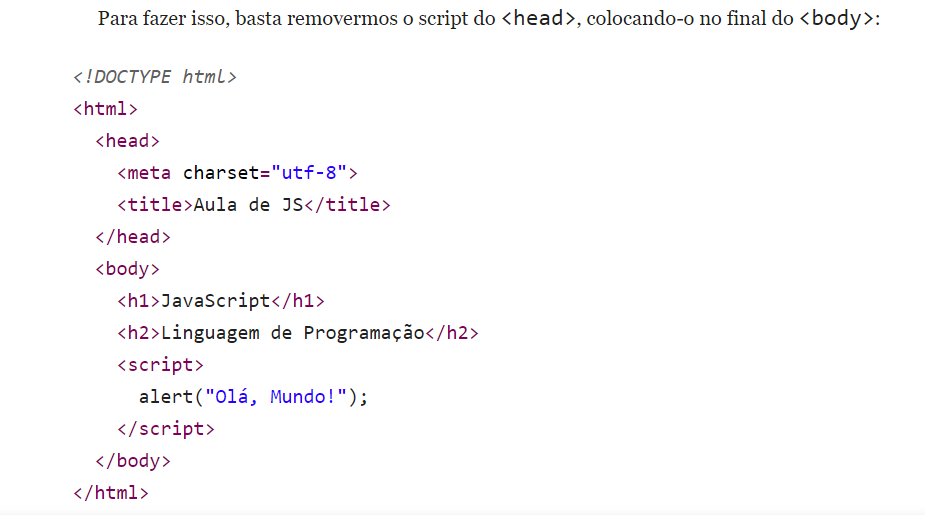 Para fazer isso, basta removermos o script do <head>, colocando-o no final do <body>:
<!DOCTYPE html>
<html>
  <head>
    <meta charset="utf-8">
    <title>Aula de JS</title>
  </head>
  <body>
    <h1>JavaScript</h1>
    <h2>Linguagem de Programação</h2>
    <script>
      alert("Olá, Mundo!");
    </script>
  </body>
</html>